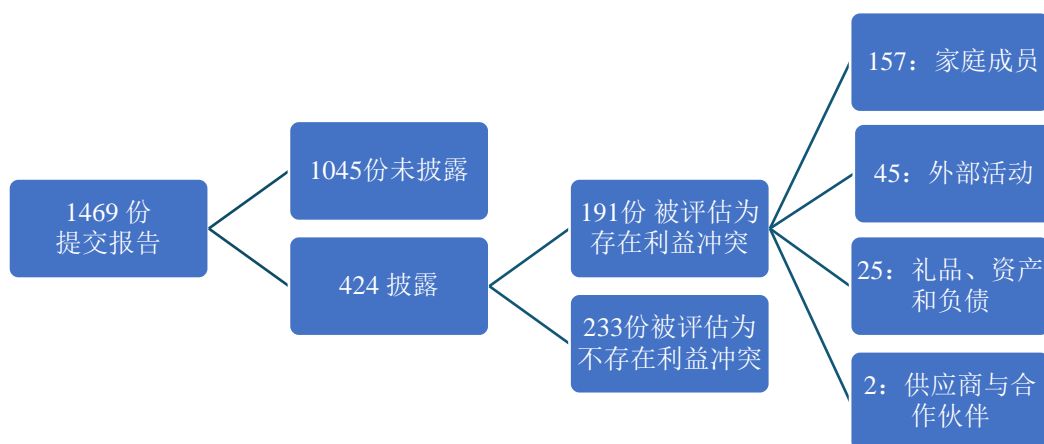 1469 份
提交报告
1045份未披露
424 披露
191份 被评估为
存在利益冲突
233份被评估为
不存在利益冲突
157：家庭成员
45：外部活动
25：礼品、资产
和负债
2：供应商与合
作伙伴